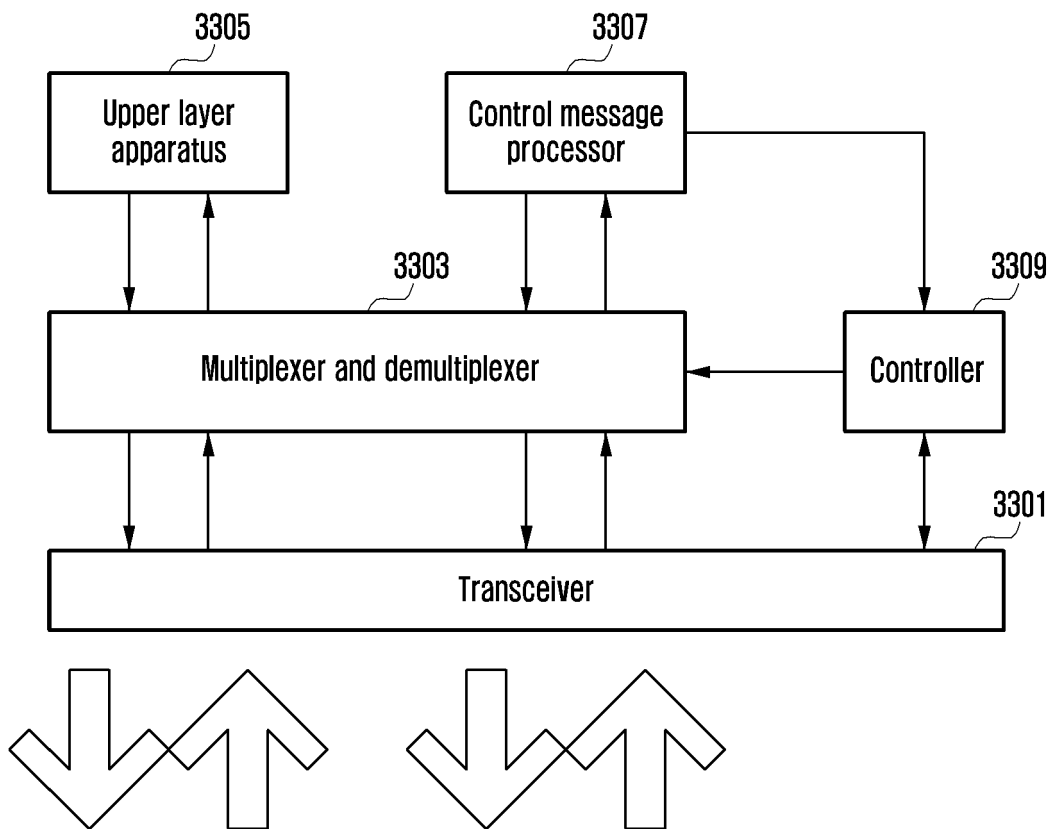 3305
3307
Upper layer
apparatus
Control message
processor
3303
3309
Multiplexer and demultiplexer
Controller
3301
Transceiver